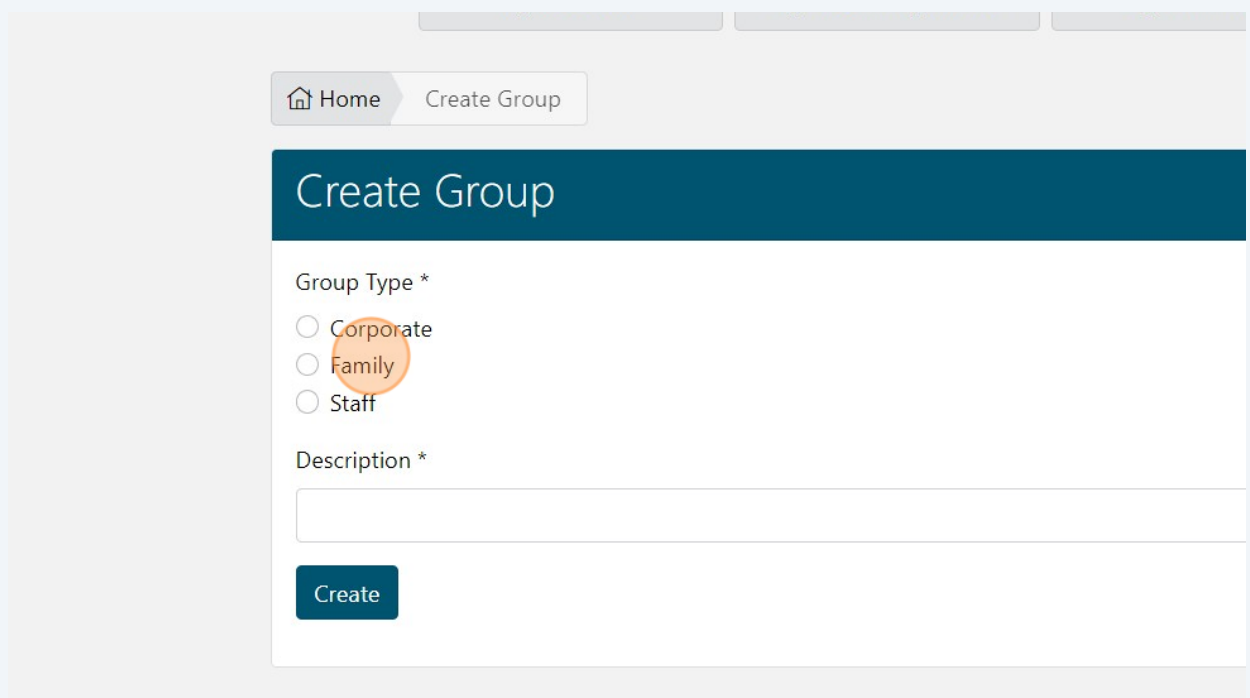 Home
Create Group
Create Group
Group Type *
Corporate
Family
Staff
Description *
Create